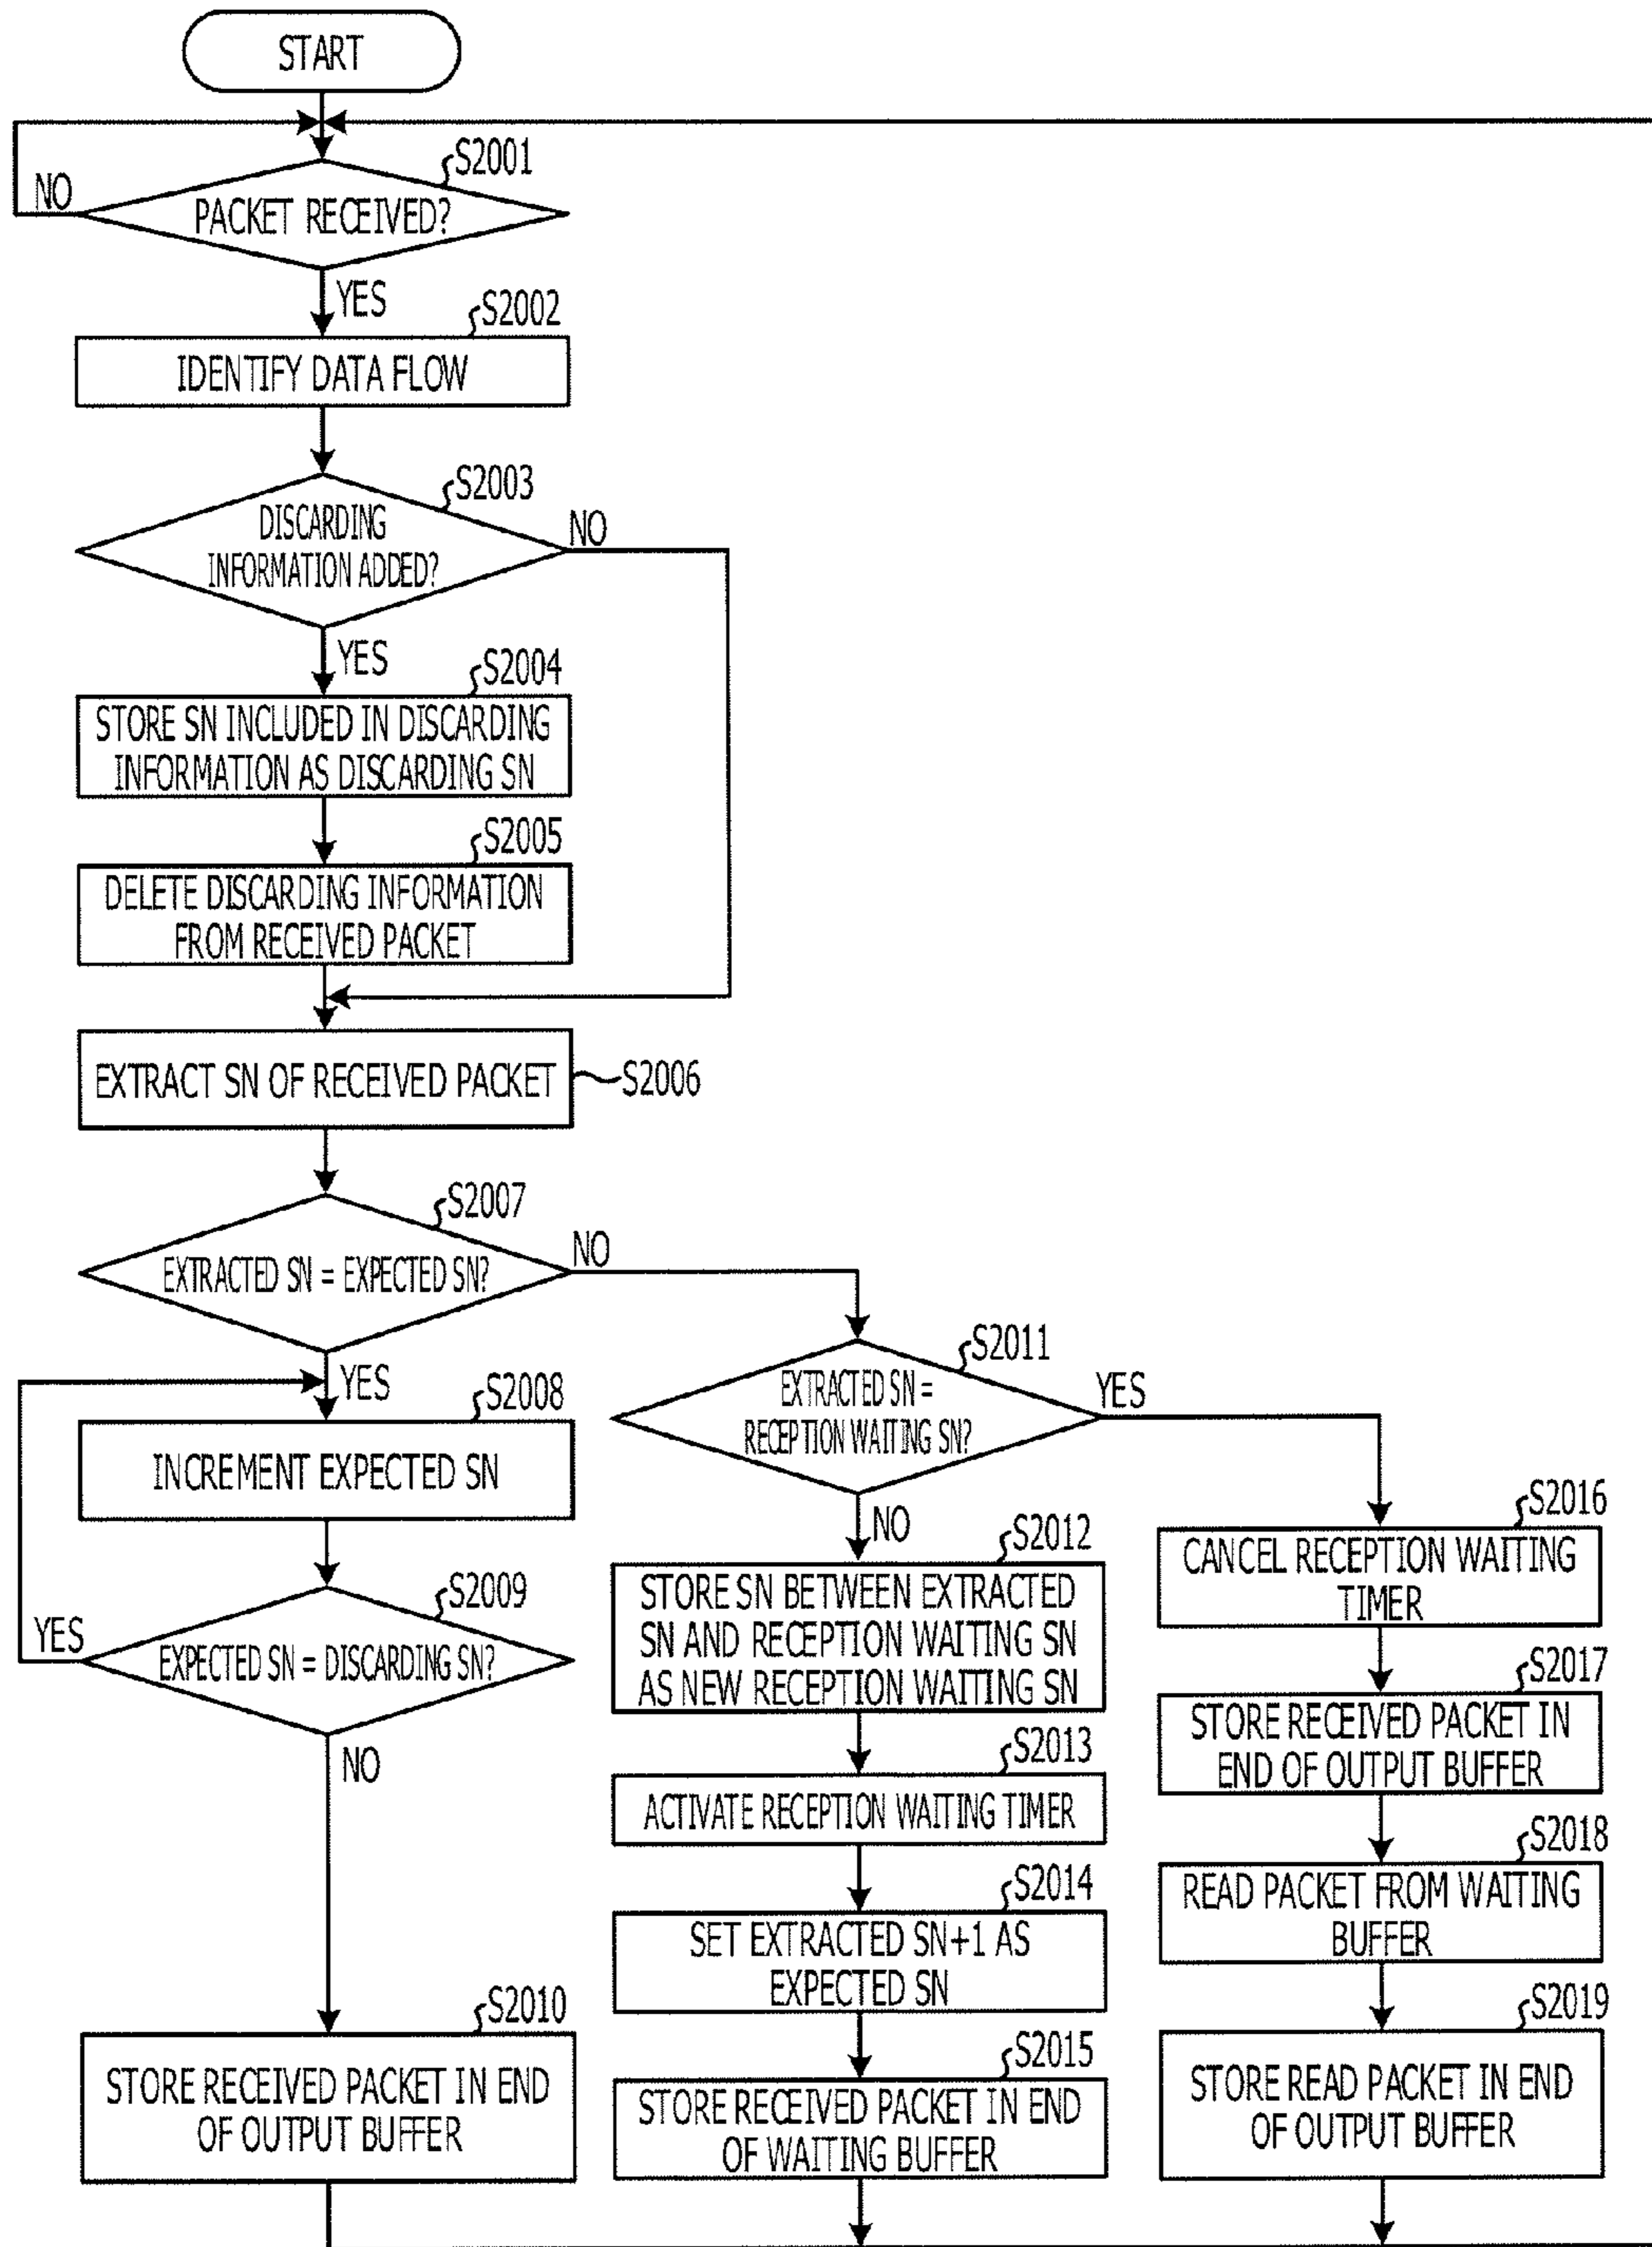 START
S2001
NO
PACKET RECEIVED?
YES
S2002
IDENTIFY DATA FLOW
S2003
DISCARDING
INFORMATION ADDED?
NO
YES
S2004
STORE SN INCLUDED IN DISCARDING
INFORMATION AS DISCARDING SN
S2005
DELETE DISCARDING INFORMATION
FROM RECEIVED PACKET
EXTRACT SN OF RECEIVED PACKET
S2006
S2007
EXTRACTED SN = EXPECTED SN?
NO
YES
S2008
INCREMENT EXPECTED SN
S2009
YES
EXPECTED SN = DISCARDING SN?
NO
S2010
STORE RECEIVED PACKET IN END
OF OUTPUT BUFFER
S2011
EXTRACTED SN =
RECEPTION WAITING SN?
YES
NO
S2012
STORE SN BETWEEN EXTRACTED
SN AND RECEPTION WAITING SN
AS NEW RECEPTION WAITING SN
S2013
ACTIVATE RECEPTION WAITING TIMER
S2014
SET EXTRACTED SN+1 AS
EXPECTED SN
S2015
STORE RECEIVED PACKET IN END
OF WAITING BUFFER
S2016
CANCEL RECEPTION WAITING
TIMER
S2017
STORE RECEIVED PACKET IN
END OF OUTPUT BUFFER
S2018
READ PACKET FROM WAITING
BUFFER
S2019
STORE READ PACKET IN END
OF OUTPUT BUFFER